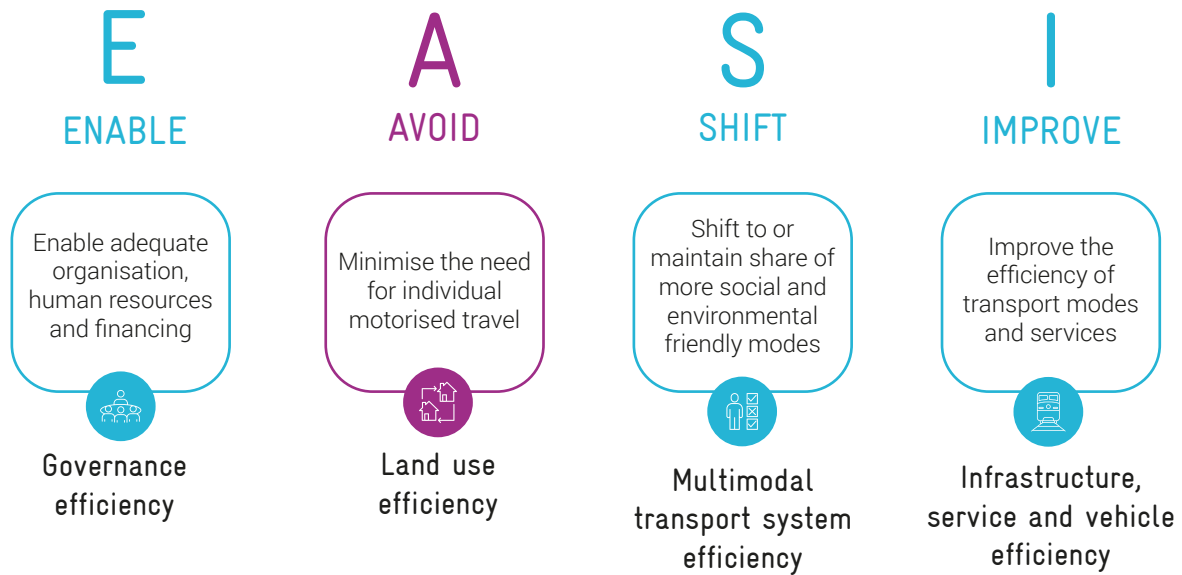 E
ENABLE
Enable adequate
organisation,
human resources
and financing
Governance
efficiency
A
AVOID
Minimise the need
for individual
motorised travel
Land use
efficiency
S
SHIFT
Shift to or
maintain share of
more social and
environmental
friendly modes
Multimodal
transport system
efficiency
I
IMPROVE
Improve the
efficiency of
transport modes
and services
Infrastructure,
service and vehicle
efficiency